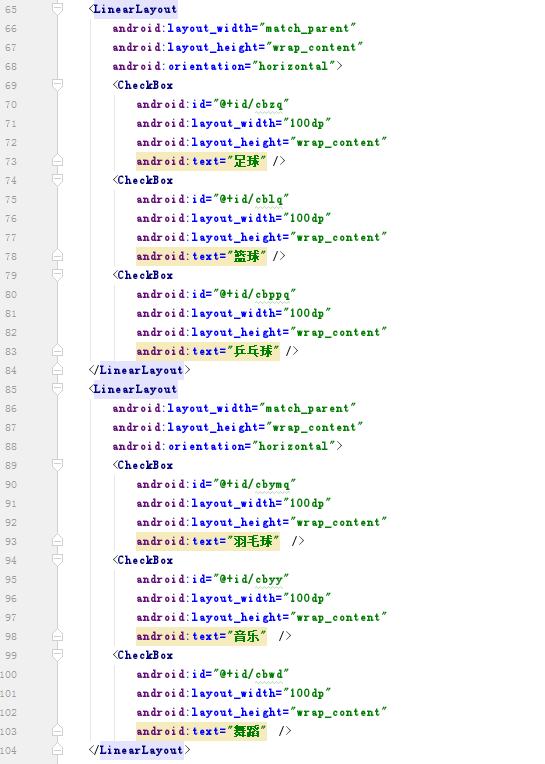 65 <LinearLayout
66 android:layout_width="match_parent"
67 android:layout_height="wrap_content"
68 android:orientation="horizontal">
69 <CheckBox
70 android:id="@+id/cbzq"
71 android:layout_width="100dp"
72 android:layout_height="wrap_content"
73 android:text="足球" />
74 <CheckBox
75 android:id="@+id/cblq"
76 android:layout_width="100dp"
77 android:layout_height="wrap_content"
78 android:text="篮球" />
79 <CheckBox
80 android:id="@+id/cbppq"
81 android:layout_width="100dp"
82 android:layout_height="wrap_content"
83 android:text="乒乓球" />
84 </LinearLayout>
85 <LinearLayout
86 android:layout_width="match_parent"
87 android:layout_height="wrap_content"
88 android:orientation="horizontal">
89 <CheckBox
90 android:id="@+id/cbymq"
91 android:layout_width="100dp"
92 android:layout_height="wrap_content"
93 android:text="羽毛球" />
94 <CheckBox
95 android:id="@+id/cbyy"
96 android:layout_width="100dp"
97 android:layout_height="wrap_content"
98 android:text="音乐" />
99 <CheckBox
100 android:id="@+id/cbwd"
101 android:layout_width="100dp"
102 android:layout_height="wrap_content"
103 android:text="舞蹈" />
104 </LinearLayout>